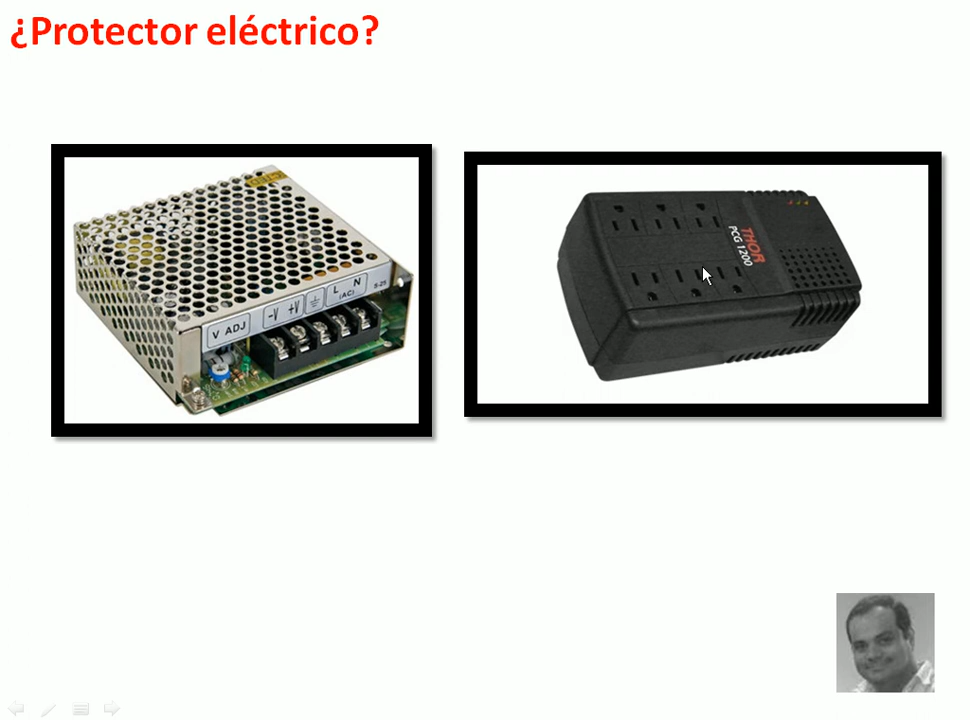 ¿Protector eléctrico?
V ADJ
-V +V
L N
(AC)
S-25
THOR
PCG 1200